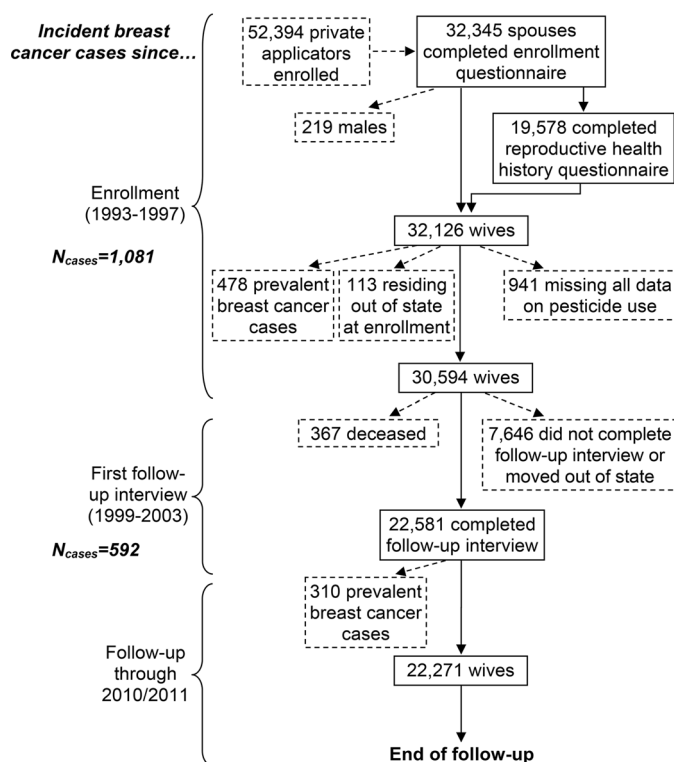 Incident breast
cancer cases since…
52,394 private
applicators
enrolled
32,345 spouses
completed enrollment
questionnaire
219 males
19,578 completed
reproductive health
history questionnaire
Enrollment
(1993-1997)
Ncases=1,081
32,126 wives
478 prevalent
breast cancer
cases
113 residing
out of state
at enrollment
941 missing all data
on pesticide use
30,594 wives
367 deceased
7,646 did not complete
follow-up interview or
moved out of state
First follow-
up interview
(1999-2003)
Ncases=592
22,581 completed
follow-up interview
310 prevalent
breast cancer
cases
Follow-up
through
2010/2011
22,271 wives
End of follow-up